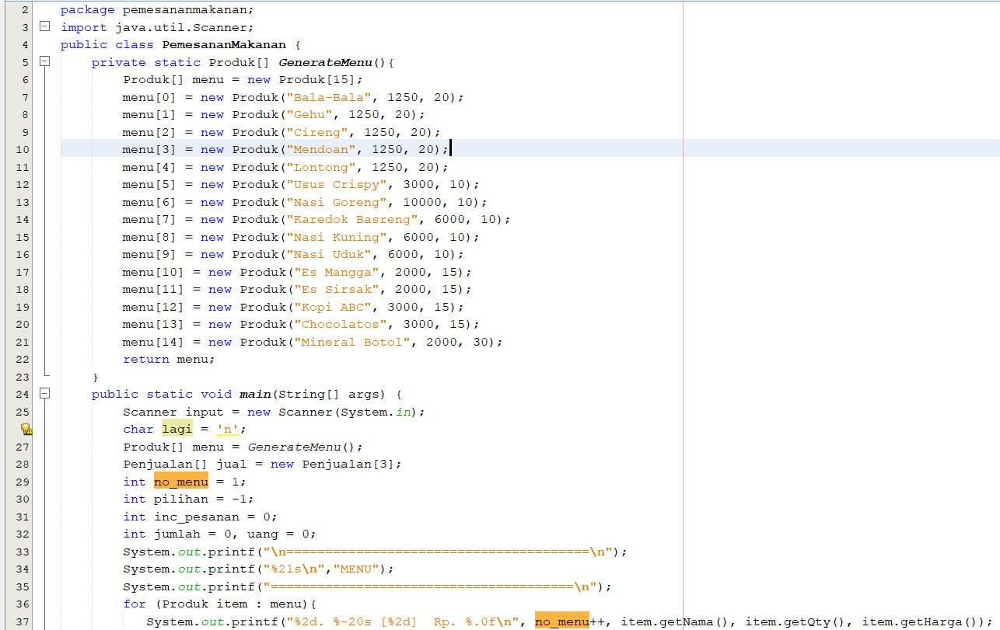 2 package pemesananmakanan;
3 import java.util.Scanner;
4 public class PemesananMakanan {
5 private static Produk[] GenerateMenu(){
6 Produk[] menu = new Produk[15];
7 menu[0] = new Produk("Bala-Bala", 1250, 20);
8 menu[1] = new Produk("Gehu", 1250, 20);
9 menu[2] = new Produk("Cireng", 1250, 20);
10 menu[3] = new Produk("Mendoan", 1250, 20);
11 menu[4] = new Produk("Lontong", 1250, 20);
12 menu[5] = new Produk("Usus Crispy", 3000, 10);
13 menu[6] = new Produk("Nasi Goreng", 10000, 10);
14 menu[7] = new Produk("Karedok Basreng", 6000, 10);
15 menu[8] = new Produk("Nasi Kuning", 6000, 10);
16 menu[9] = new Produk("Nasi Uduk", 6000, 10);
17 menu[10] = new Produk("Es Mangga", 2000, 15);
18 menu[11] = new Produk("Es Sirsak", 2000, 15);
19 menu[12] = new Produk("Kopi ABC", 3000, 15);
20 menu[13] = new Produk("Chocolatos", 3000, 15);
21 menu[14] = new Produk("Mineral Botol", 2000, 30);
22 return menu;
23 }
24 public static void main(String[] args) {
25 Scanner input = new Scanner(System.in);
char lagi = 'n';
27 Produk[] menu = GenerateMenu();
28 Penjualan[] jual = new Penjualan[3];
29 int no_menu = 1;
30 int pilihan = -1;
31 int inc_pesanan = 0;
32 int jumlah = 0, uang = 0;
33 System.out.printf("\n=======================================\n");
34 System.out.printf("%21s\n","MENU");
35 System.out.printf("=======================================\n");
36 for (Produk item : menu){
37 System.out.printf("%2d. %-20s [%2d]  Rp. %.0f\n", no_menu++, item.getNama(), item.getQty(), item.getHarga());